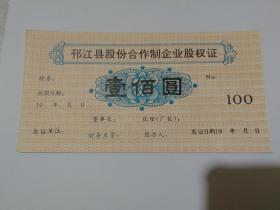 邗江县股份合作制企业股权证
股东：
No.
壹佰圆
出股日期：
19　年　月　日
100
董事长：　经理(厂长)：
发证单位：　财务主管：　经办人：　发证日期19　年　月　日